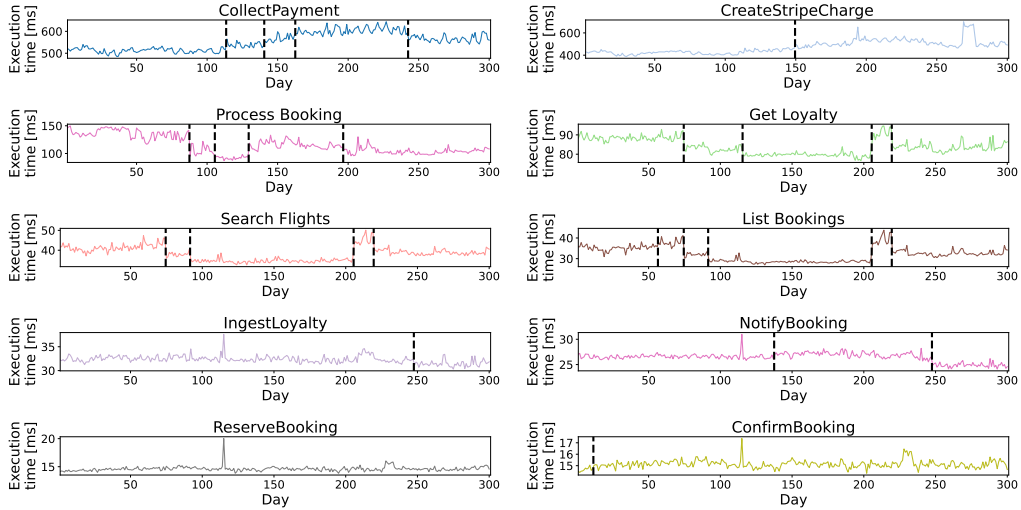 CollectPayment
Execution
time [ms]
600
500
50 100 150 200 250 300
Day
CreateStripeCharge
Execution
time [ms]
600
400
50 100 150 200 250 300
Day
Process Booking
Execution
time [ms]
150
100
50 100 150 200 250 300
Day
Get Loyalty
Execution
time [ms]
90
80
50 100 150 200 250 300
Day
Search Flights
Execution
time [ms]
50
40
50 100 150 200 250 300
Day
List Bookings
Execution
time [ms]
40
30
50 100 150 200 250 300
Day
IngestLoyalty
Execution
time [ms]
35
30
50 100 150 200 250 300
Day
NotifyBooking
Execution
time [ms]
30
25
50 100 150 200 250 300
Day
ReserveBooking
Execution
time [ms]
20
15
50 100 150 200 250 300
Day
ConfirmBooking
Execution
time [ms]
17
16
15
50 100 150 200 250 300
Day